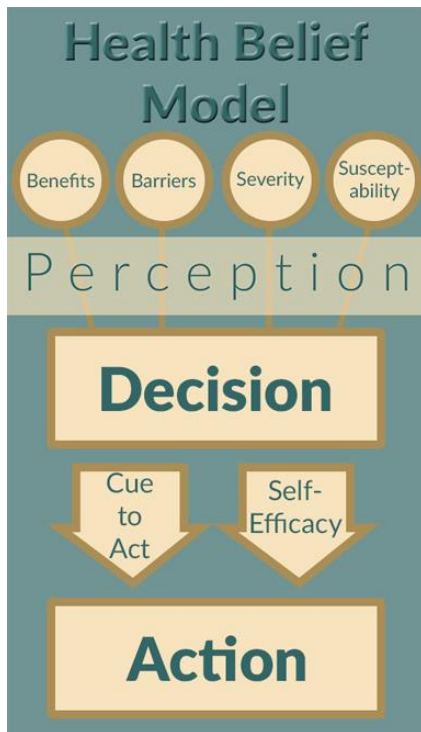 Health Belief
Model
Benefits
Barriers
Severity
Suscept-
ability
Perception
Decision
Cue
to
Act
Self-
Efficacy
Action